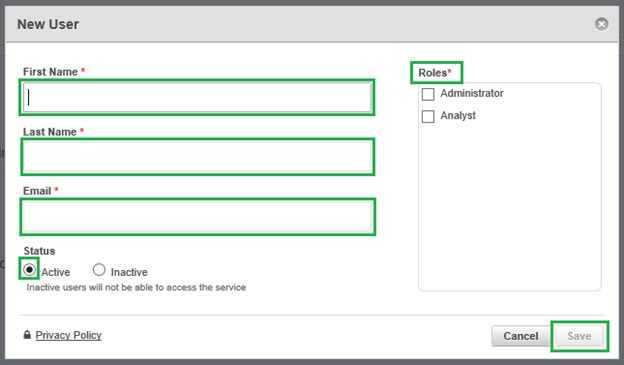 New User
First Name *
Last Name *
Email *
Status
Active
Inactive
Inactive users will not be able to access the service
Roles*
Administrator
Analyst
Privacy Policy
Cancel
Save